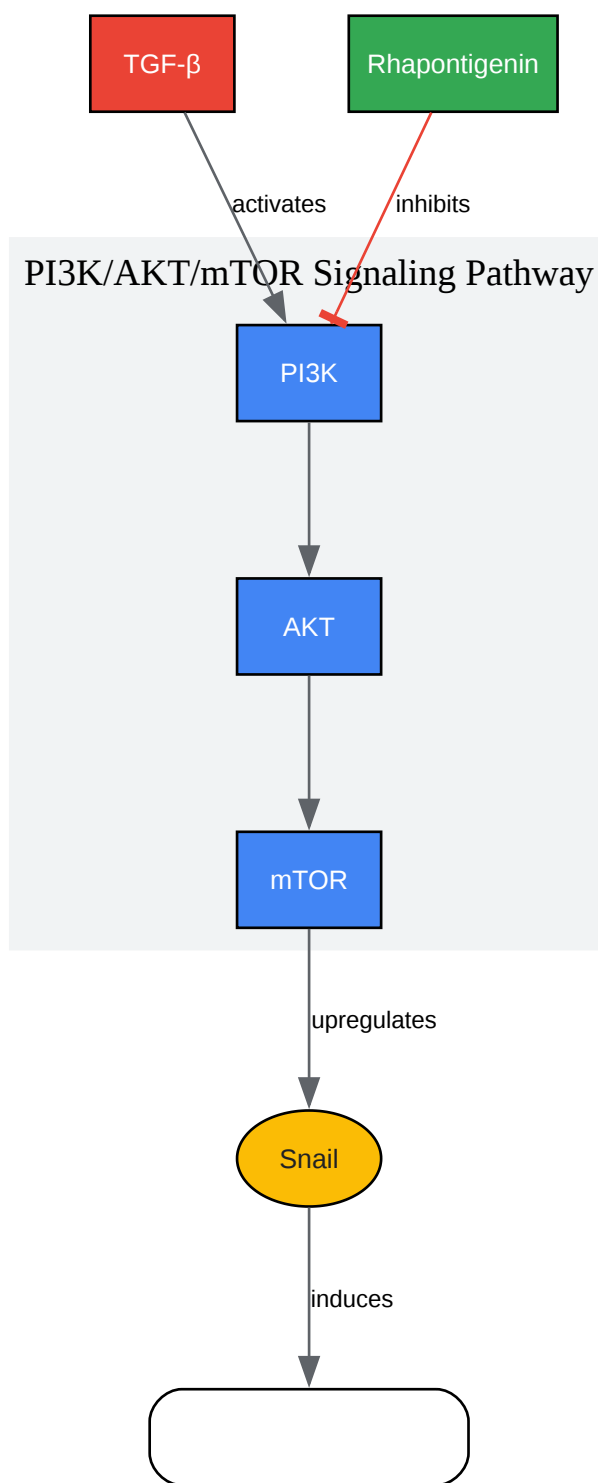 TGF-β
Rhapontigenin
activates
inhibits
PI3K/AKT/mTOR Signaling Pathway
PI3K
AKT
mTOR
upregulates
Snail
induces